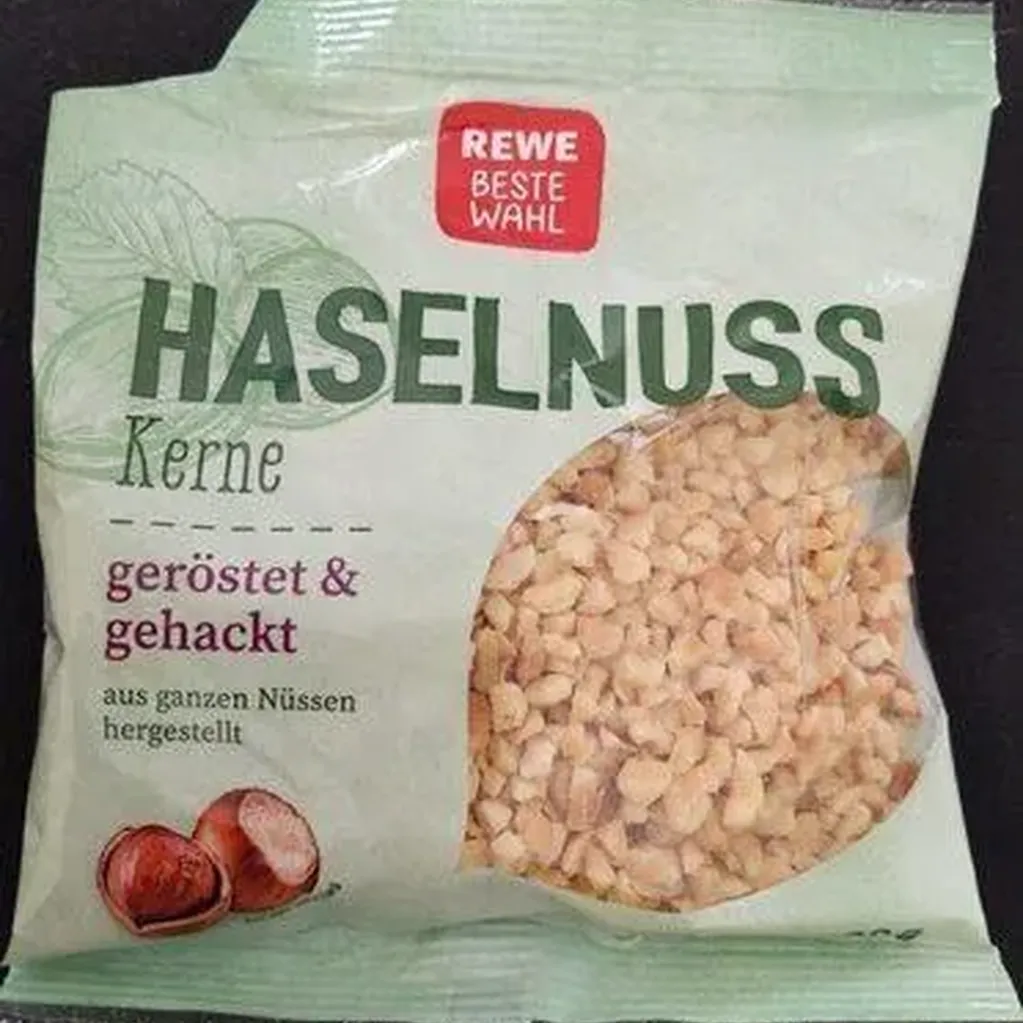 REWE
BESTE
WAHL
HASELNUSS
Kerne
geröstet &
gehackt
aus ganzen Nüssen
hergestellt